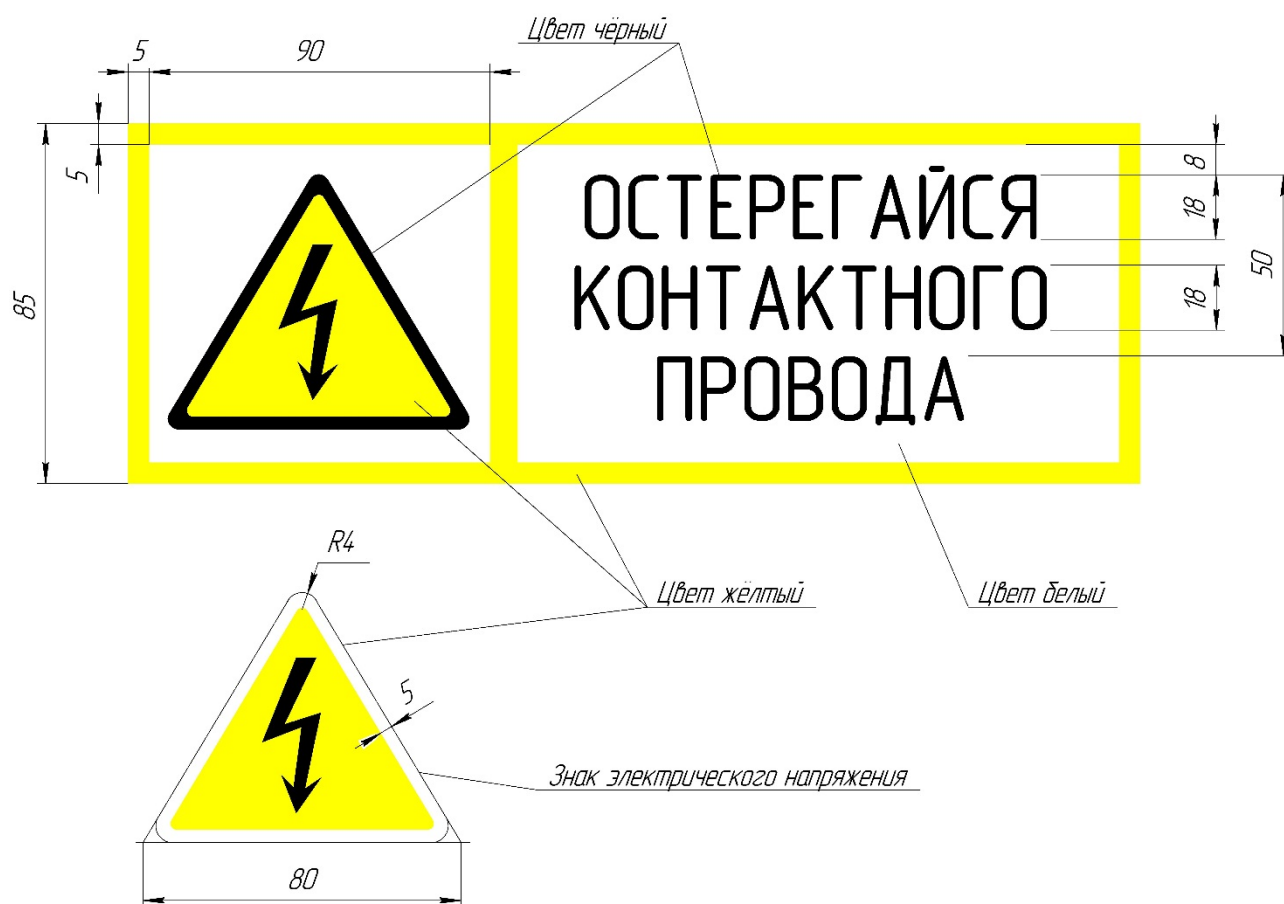 Цвет чёрный
5
90
5
85
8
18
18
50
ОСТЕРЕГАЙСЯ
КОНТАКТНОГО
ПРОВОДА
R4
Цвет жёлтый
Цвет белый
5
Знак электрического напряжения
80